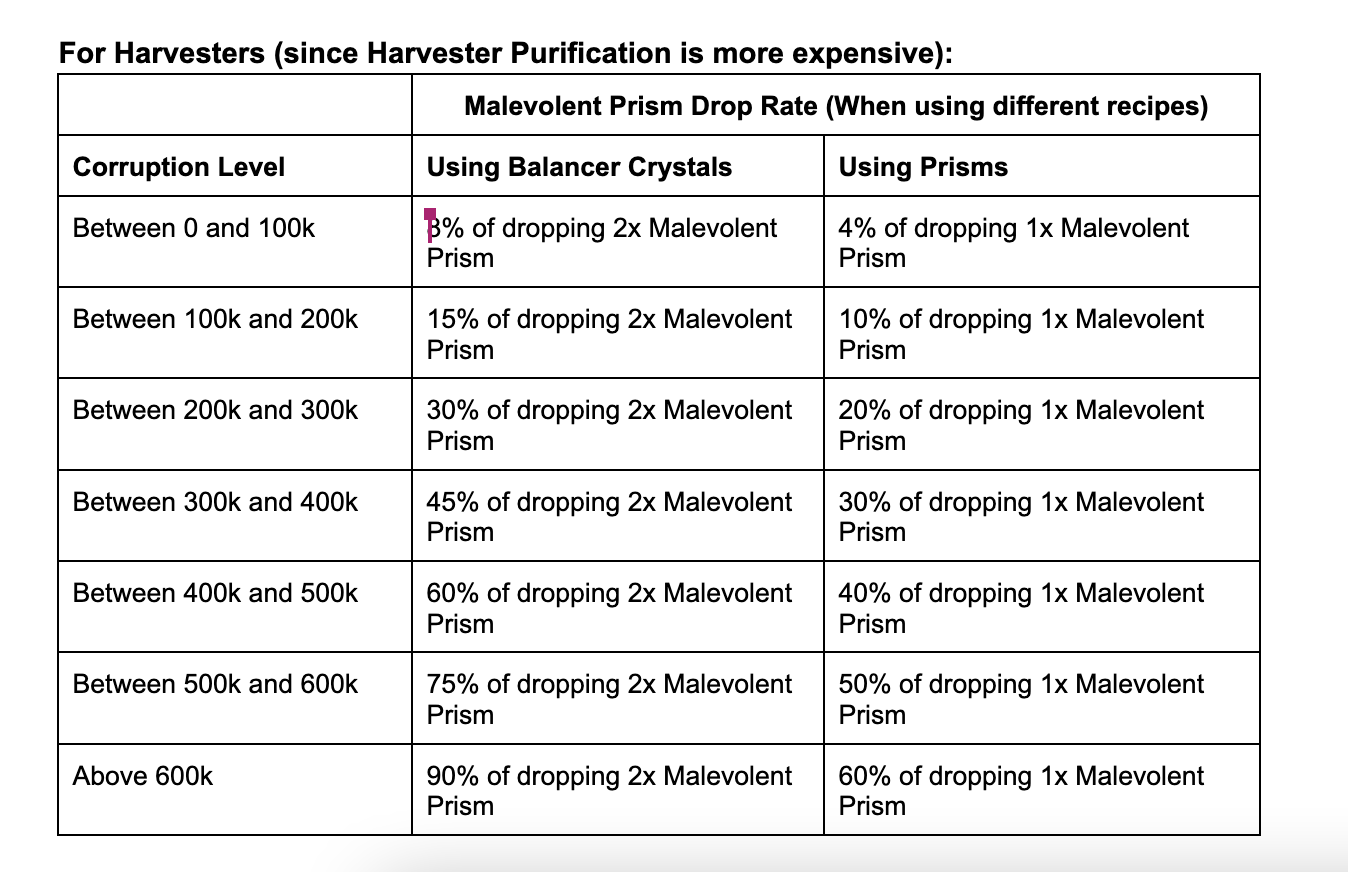 For Harvesters (since Harvester Purification is more expensive):
Malevolent Prism Drop Rate (When using different recipes)
Corruption Level
Using Balancer Crystals
Using Prisms
Between 0 and 100k
of dropping 2x Malevolent
Prism
4% of dropping 1x Malevolent
Prism
Between 100k and 200k
15% of dropping 2x Malevolent
Prism
10% of dropping 1x Malevolent
Prism
Between 200k and 300k
30% of dropping 2x Malevolent
Prism
20% of dropping 1x Malevolent
Prism
Between 300k and 400k
45% of dropping 2x Malevolent
Prism
30% of dropping 1x Malevolent
Prism
Between 400k and 500k
60% of dropping 2x Malevolent
Prism
40% of dropping 1x Malevolent
Prism
Between 500k and 600k
75% of dropping 2x Malevolent
Prism
50% of dropping 1x Malevolent
Prism
Above 600k
90% of dropping 2x Malevolent
Prism
60% of dropping 1x Malevolent
Prism